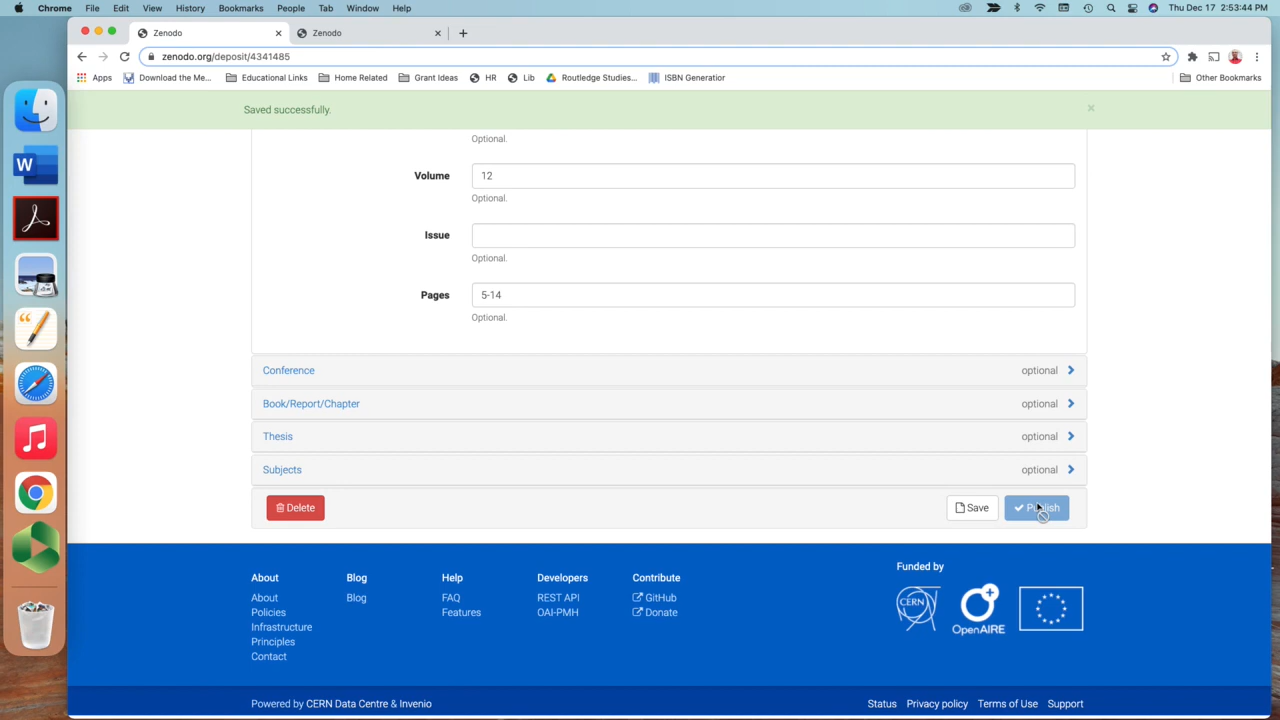 Chrome File Edit View History Bookmarks People Tab Window Help Thu Dec 17 2:53:44 PM
Zenodo × Zenodo × +
zenodo.org/deposit/4341485
Apps Download the Me... Educational Links Home Related Grant Ideas HR Lib Routledge Studies... ISBN Generatior Other Bookmarks
Saved successfully. ×
Optional.
Volume 12
Optional.
Issue
Optional.
Pages 5-14
Optional.
Conference optional
Book/Report/Chapter optional
Thesis optional
Subjects optional
Delete Save Publish
Funded by
About Blog Help Developers Contribute
About Blog FAQ REST API GitHub
Policies Features OAI-PMH Donate
Infrastructure
Principles
Contact
CERN OpenAIRE
Powered by CERN Data Centre & Invenio Status Privacy policy Terms of Use Support